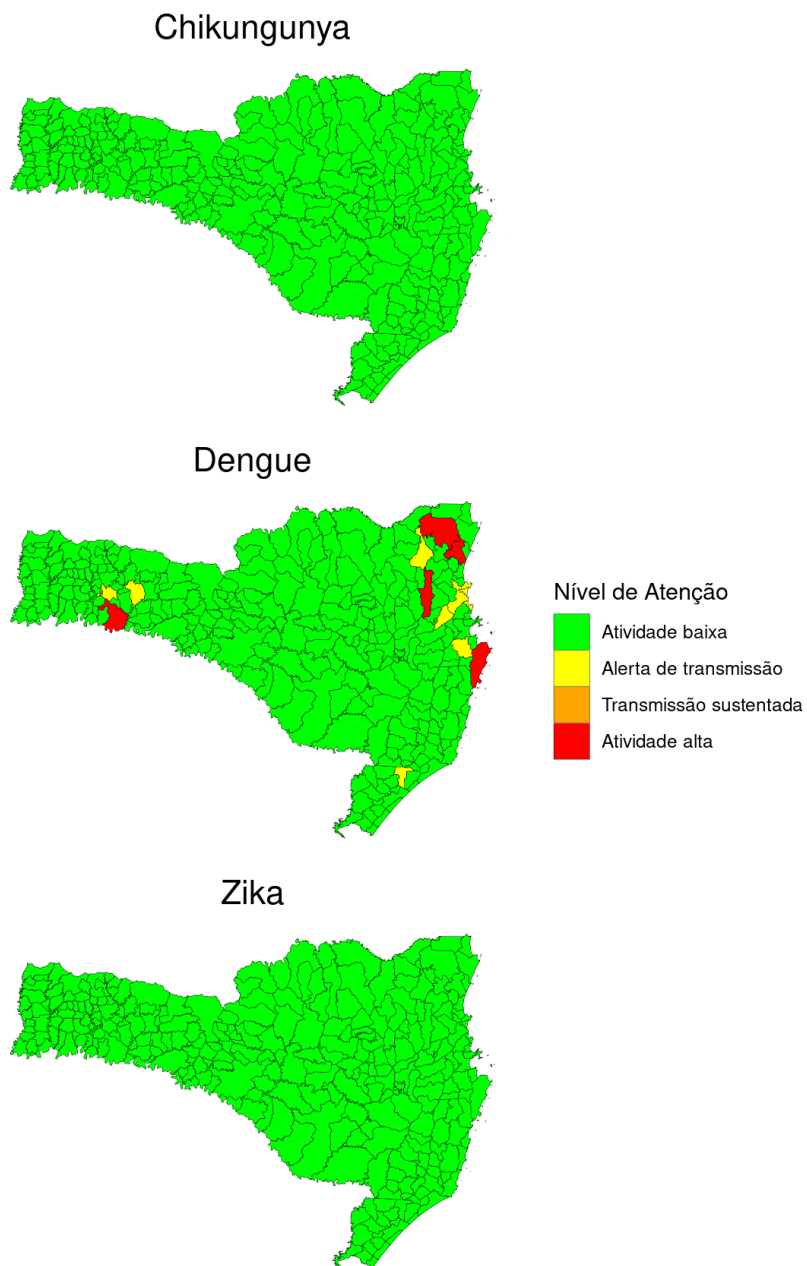 Chikungunya
Dengue
Nível de Atenção
Atividade baixa
Alerta de transmissão
Transmissão sustentada
Atividade alta
Zika